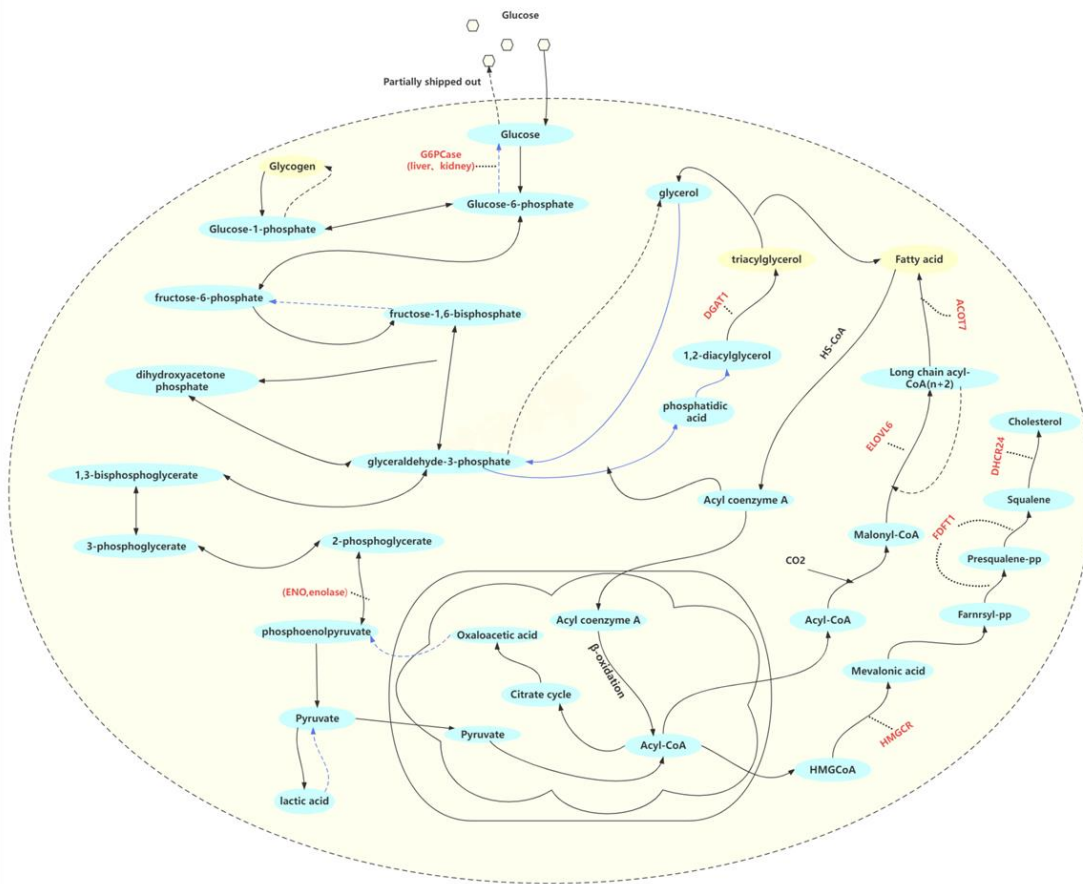 Glucose
Partially shipped out
Glucose
G6PCase
(liver、kidney)
Glycogen
Glucose-6-phosphate
Glucose-1-phosphate
glycerol
triacylglycerol
Fatty acid
fructose-6-phosphate
fructose-1,6-bisphosphate
DGAT1
ACOT7
HS-CoA
1,2-diacylglycerol
dihydroxyacetone
phosphate
Long chain acyl-
CoA(n+2)
phosphatidic
acid
Cholesterol
ELOVL6
DHCR24
glyceraldehyde-3-phosphate
1,3-bisphosphoglycerate
Acyl coenzyme A
Squalene
FDFT1
Malonyl-CoA
3-phosphoglycerate
2-phosphoglycerate
Presqualene-pp
CO2
(ENO,enolase)
Acyl coenzyme A
Acyl-CoA
Farnrsyl-pp
phosphoenolpyruvate
Oxaloacetic acid
β-oxidation
Mevalonic acid
Citrate cycle
Pyruvate
Pyruvate
Acyl-CoA
HMGCR
HMGCoA
lactic acid